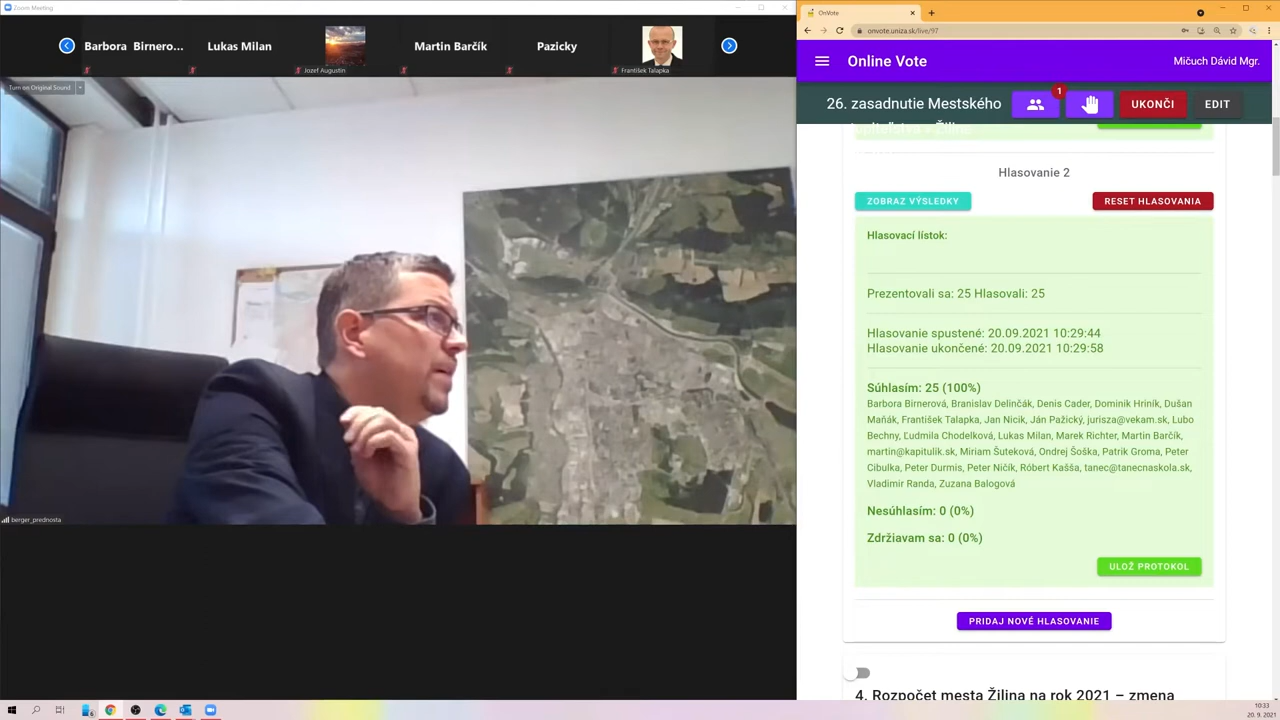 Zoom Meeting
Barbora Birnero...
Lukas Milan
Jozef Augustin
Martin Barčík
Pazicky
František Talapka
Turn on Original Sound
berger_prednosta
OnVote
onvote.uniza.sk/live/97
Online Vote
Mičuch Dávid Mgr.
26. zasadnutie Mestského
1
UKONČI
EDIT
Hlasovanie 2
ZOBRAZ VÝSLEDKY
RESET HLASOVANIA
Hlasovací lístok:
Prezentovali sa: 25 Hlasovali: 25
Hlasovanie spustené: 20.09.2021 10:29:44
Hlasovanie ukončené: 20.09.2021 10:29:58
Súhlasím: 25 (100%)
Barbora Birnerová, Branislav Delinčák, Denis Cader, Dominik Hriník, Dušan
Maňák, František Talapka, Jan Nicik, Ján Pažický, jurisza@vekam.sk, Lubo
Bechny, Ľudmila Chodelková, Lukas Milan, Marek Richter, Martin Barčík,
martin@kapitulik.sk, Miriam Šuteková, Ondrej Šoška, Patrik Groma, Peter
Cibulka, Peter Durmis, Peter Ničík, Róbert Kašša, tanec@tanecnaskola.sk,
Vladimir Randa, Zuzana Balogová
Nesúhlasím: 0 (0%)
Zdržiavam sa: 0 (0%)
ULOŽ PROTOKOL
PRIDAJ NOVÉ HLASOVANIE
4. Rozpočet mesta Žilina na rok 2021 – zmena
10:33
20. 9. 2021